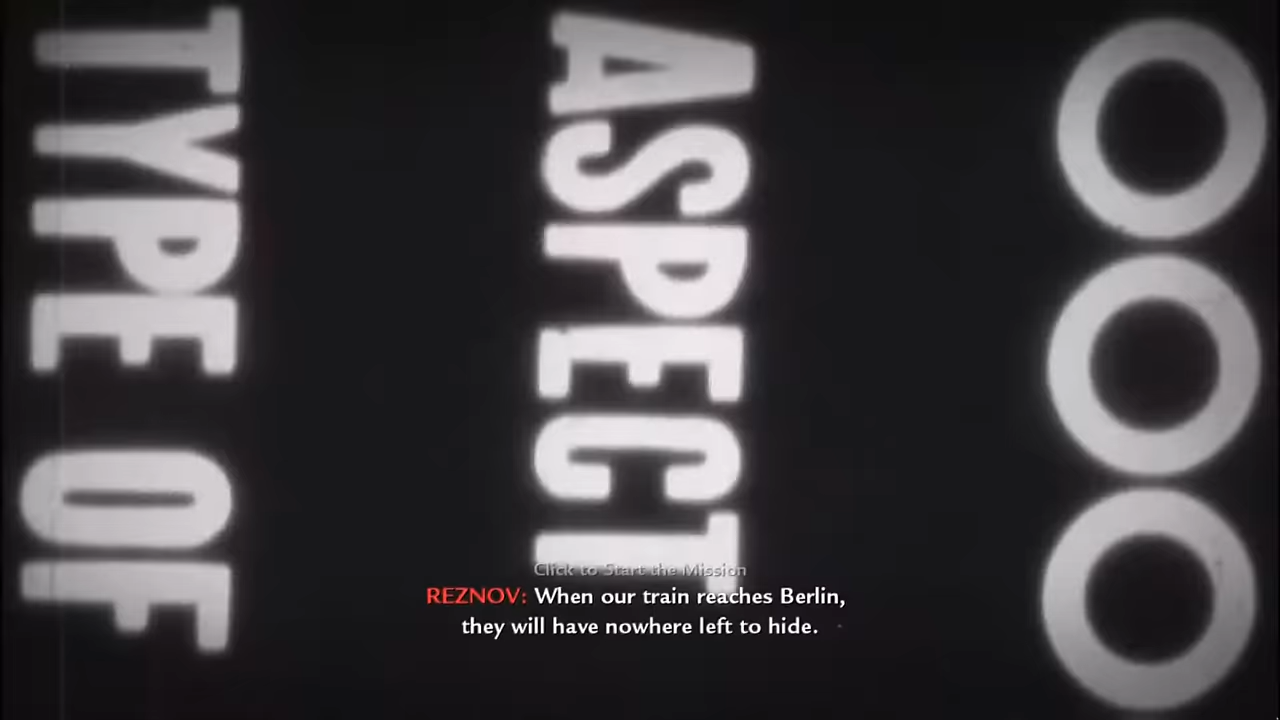 TYPE OF
ASPECT
OOO
Click to Start the Mission
REZNOV: When our train reaches Berlin,
they will have nowhere left to hide.